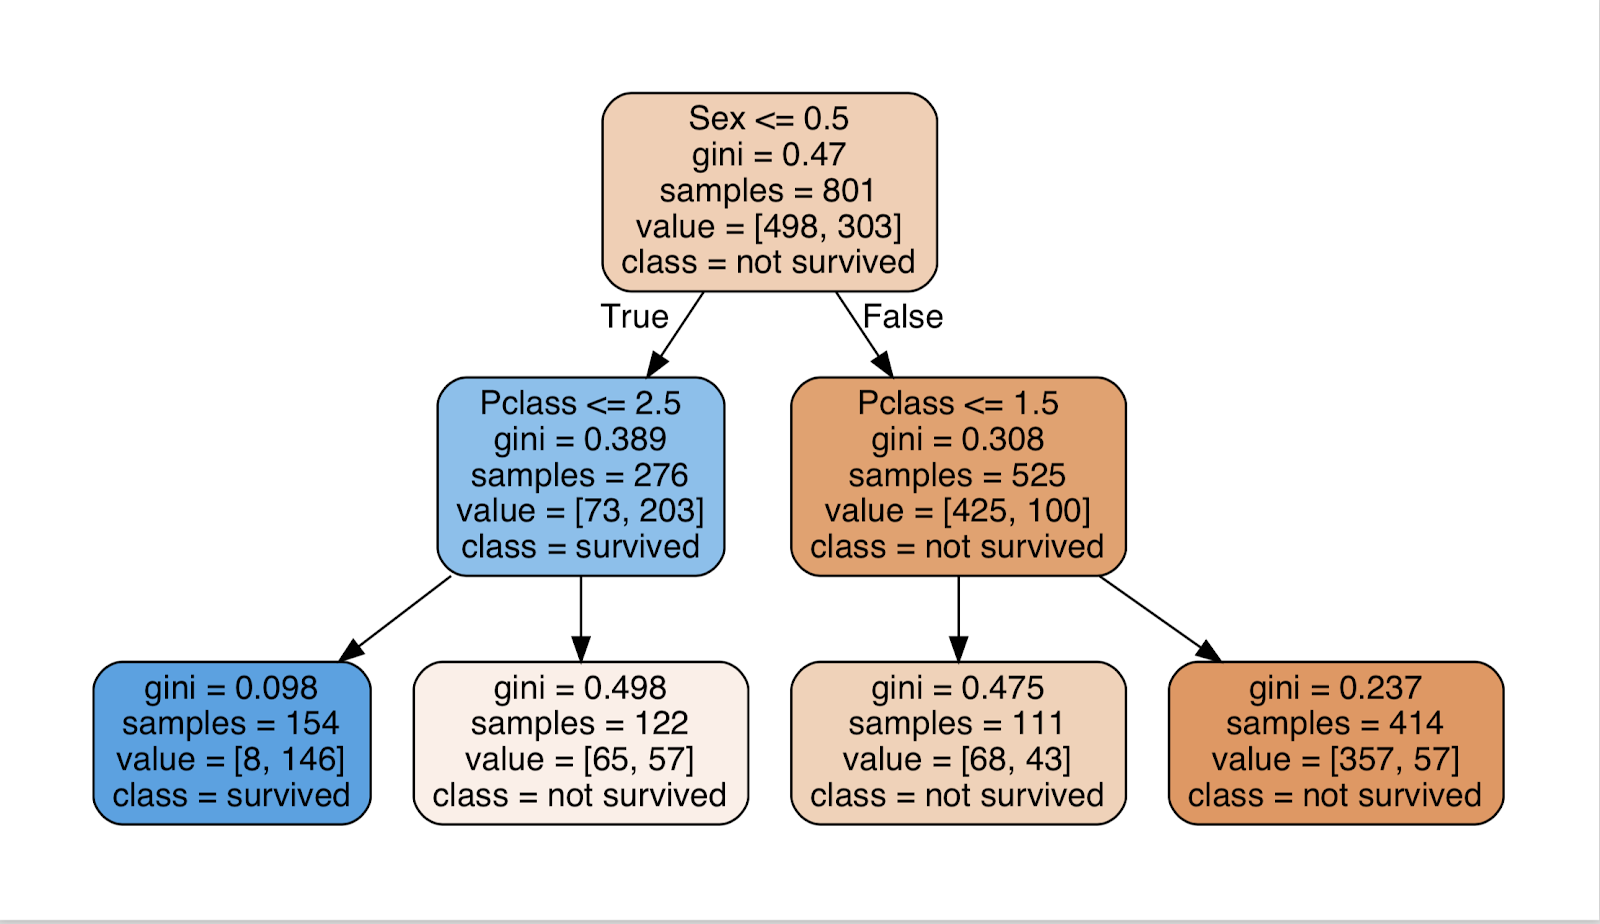 Sex <= 0.5
gini = 0.47
samples = 801
value = [498, 303]
class = not survived
True
False
Pclass <= 2.5
gini = 0.389
samples = 276
value = [73, 203]
class = survived
Pclass <= 1.5
gini = 0.308
samples = 525
value = [425, 100]
class = not survived
gini = 0.098
samples = 154
value = [8, 146]
class = survived
gini = 0.498
samples = 122
value = [65, 57]
class = not survived
gini = 0.475
samples = 111
value = [68, 43]
class = not survived
gini = 0.237
samples = 414
value = [357, 57]
class = not survived